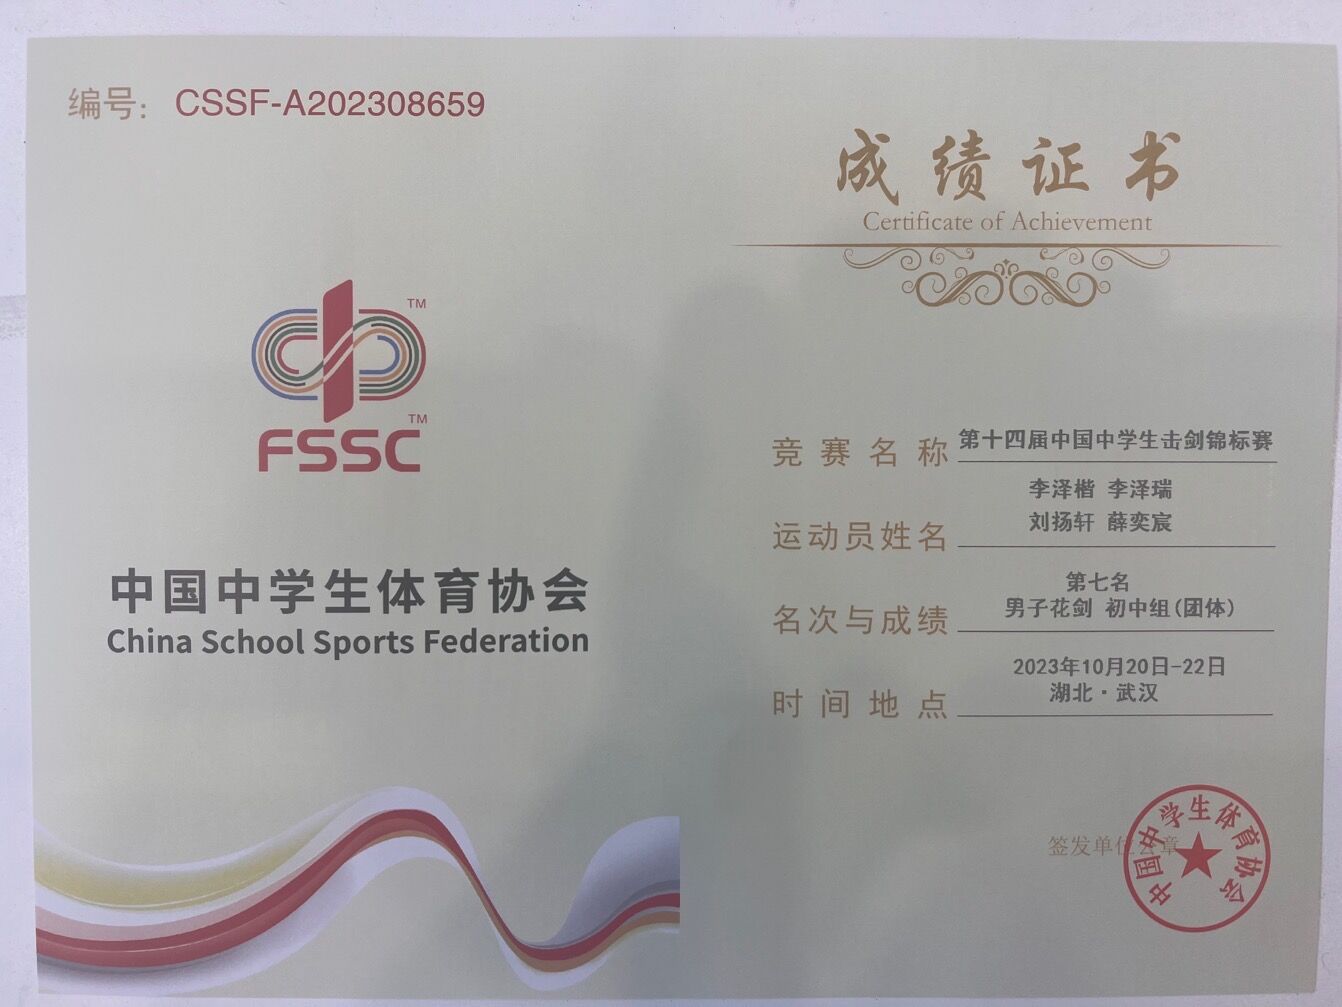 编号： CSSF-A202308659
TM
TM
FSSC
中国中学生体育协会
China School Sports Federation
成绩证书
Certificate of Achievement
竞赛名称 第十四届中国中学生击剑锦标赛
李泽楷 李泽瑞
运动员姓名 刘扬轩 薛奕宸
第七名
名次与成绩 男子花剑 初中组(团体)
2023年10月20日-22日
时间地点 湖北·武汉
签发单位公章
中国中学生体育协会